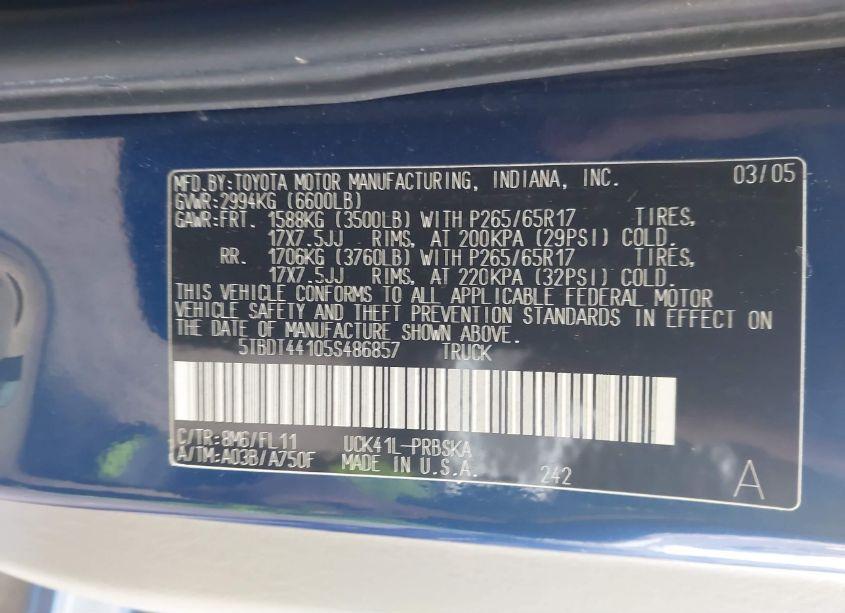 MFD.BY:TOYOTA MOTOR MANUFACTURING, INDIANA, INC. 03/05
GVWR:2994KG (6600LB)
GAWR:FRT. 1588KG (3500LB) WITH P265/65R17 TIRES,
17X7.5JJ RIMS, AT 200KPA (29PSI) COLD.
RR. 1706KG (3760LB) WITH P265/65R17 TIRES,
17X7.5JJ RIMS, AT 220KPA (32PSI) COLD.
THIS VEHICLE CONFORMS TO ALL APPLICABLE FEDERAL MOTOR
VEHICLE SAFETY AND THEFT PREVENTION STANDARDS IN EFFECT ON
THE DATE OF MANUFACTURE SHOWN ABOVE.
5TBDT44105S486857 TRUCK
C/TR:8M6/FL11 UCK41L-PRBSKA
A/TM:A03B/A750F MADE IN U.S.A. 242 A